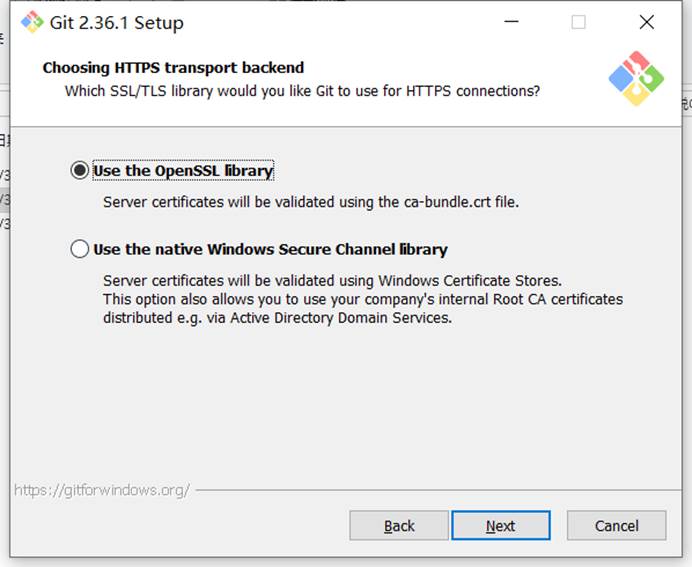 Git 2.36.1 Setup
Choosing HTTPS transport backend
Which SSL/TLS library would you like Git to use for HTTPS connections?
Use the OpenSSL library
Server certificates will be validated using the ca-bundle.crt file.
Use the native Windows Secure Channel library
Server certificates will be validated using Windows Certificate Stores.
This option also allows you to use your company's internal Root CA certificates
distributed e.g. via Active Directory Domain Services.
https://gitforwindows.org/
Back
Next
Cancel